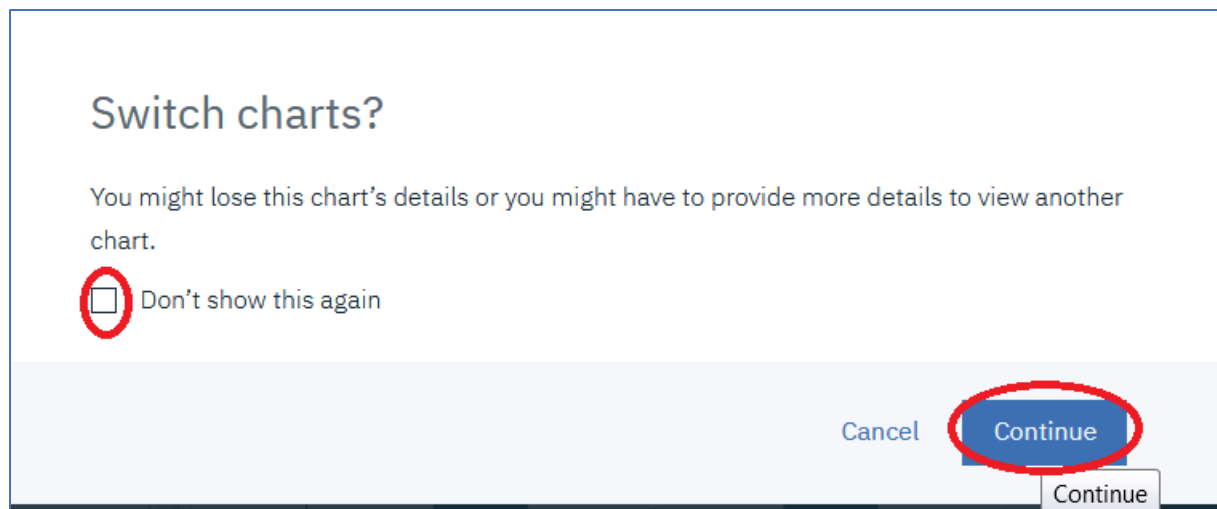 Switch charts?
You might lose this chart’s details or you might have to provide more details to view another
chart.
Don’t show this again
Cancel
Continue
Continue